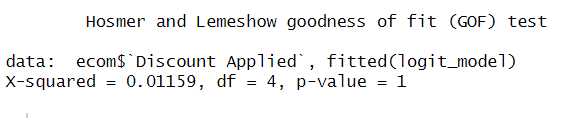 Hosmer and Lemeshow goodness of fit (GOF) test
data:  ecom$`Discount Applied`, fitted(logit_model)
X-squared = 0.01159, df = 4, p-value = 1